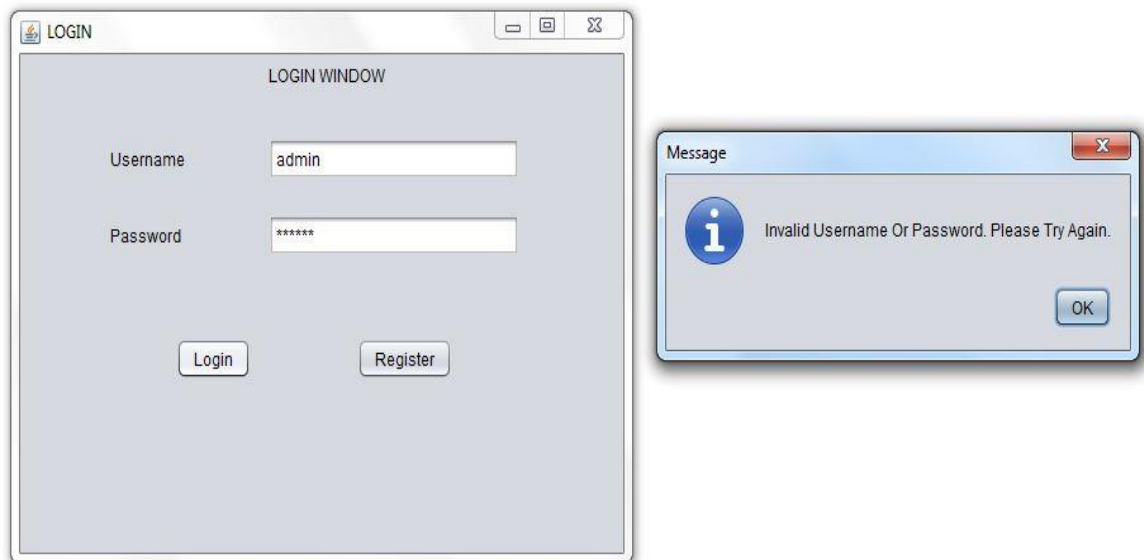 LOGIN
LOGIN WINDOW
Username admin
Password ******
Login Register
Message
Invalid Username Or Password. Please Try Again.
OK